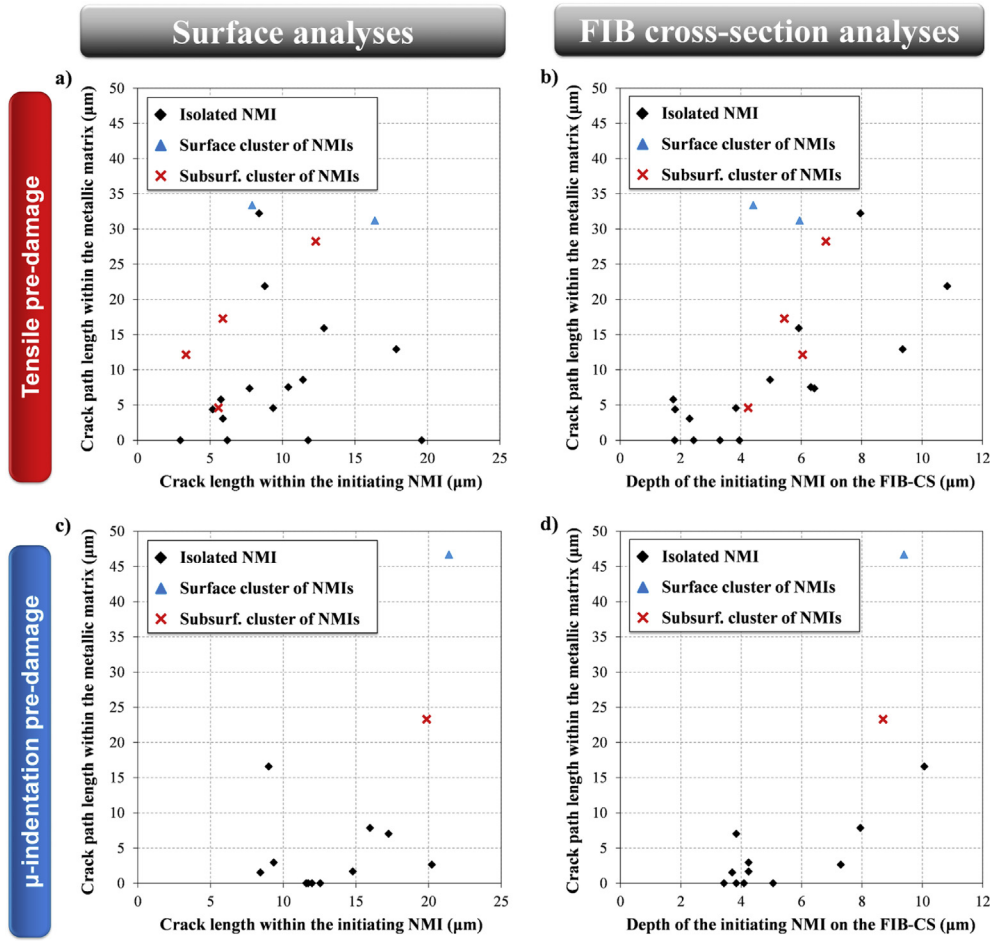 Surface analyses
FIB cross-section analyses
Tensile pre-damage
a)
50
45
40
35
30
25
20
15
10
5
0
Crack path length within the metallic matrix (µm)
Isolated NMI
Surface cluster of NMIs
Subsurf. cluster of NMIs
0 5 10 15 20 25
Crack length within the initiating NMI (µm)
b)
50
45
40
35
30
25
20
15
10
5
0
Crack path length within the metallic matrix (µm)
Isolated NMI
Surface cluster of NMIs
Subsurf. cluster of NMIs
0 2 4 6 8 10 12
Depth of the initiating NMI on the FIB-CS (µm)
µ-indentation pre-damage
c)
50
45
40
35
30
25
20
15
10
5
0
Crack path length within the metallic matrix (µm)
Isolated NMI
Surface cluster of NMIs
Subsurf. cluster of NMIs
0 5 10 15 20 25
Crack length within the initiating NMI (µm)
d)
50
45
40
35
30
25
20
15
10
5
0
Crack path length within the metallic matrix (µm)
Isolated NMI
Surface cluster of NMIs
Subsurf. cluster of NMIs
0 2 4 6 8 10 12
Depth of the initiating NMI on the FIB-CS (µm)